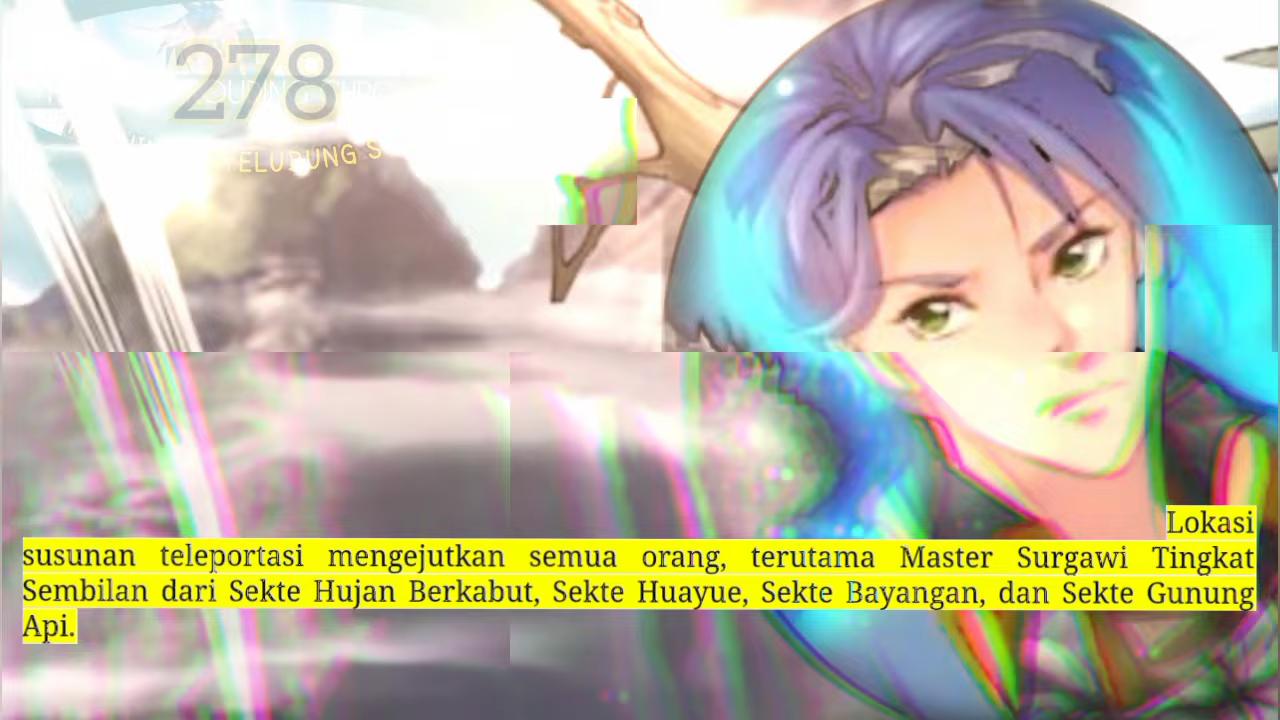 278
Lokasi
susunan teleportasi mengejutkan semua orang, terutama Master Surgawi Tingkat
Sembilan dari Sekte Hujan Berkabut, Sekte Huayue, Sekte Bayangan, dan Sekte Gunung
Api.